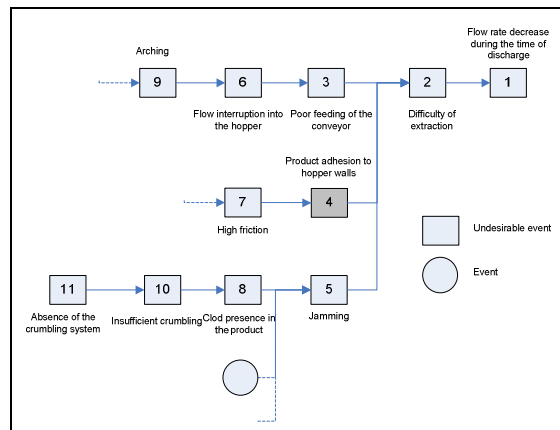 Flow rate decrease
during the time of
discharge
Arching
9
6
3
2
1
Flow interruption into
the hopper
Poor feeding of the
conveyor
Difficulty of
extraction
Product adhesion to
hopper walls
7
4
High friction
Undesirable event
Event
11
10
8
5
Absence of the
crumbling system
Insufficient crumbling
Clod presence in
the product
Jamming